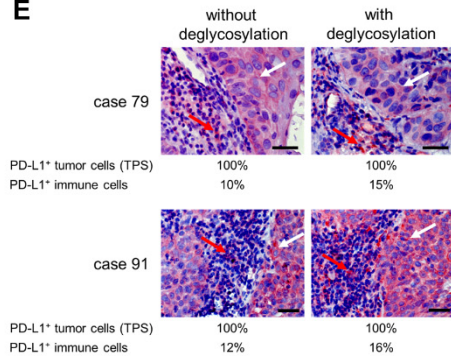 E
without deglycosylation
with deglycosylation
case 79
PD-L1⁺ tumor cells (TPS) 100% 100%
PD-L1⁺ immune cells 10% 15%
case 91
PD-L1⁺ tumor cells (TPS) 100% 100%
PD-L1⁺ immune cells 12% 16%